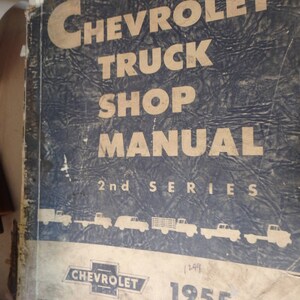 CHEVROLET
TRUCK
SHOP
MANUAL
2nd SERIES
CHEVROLET
1955